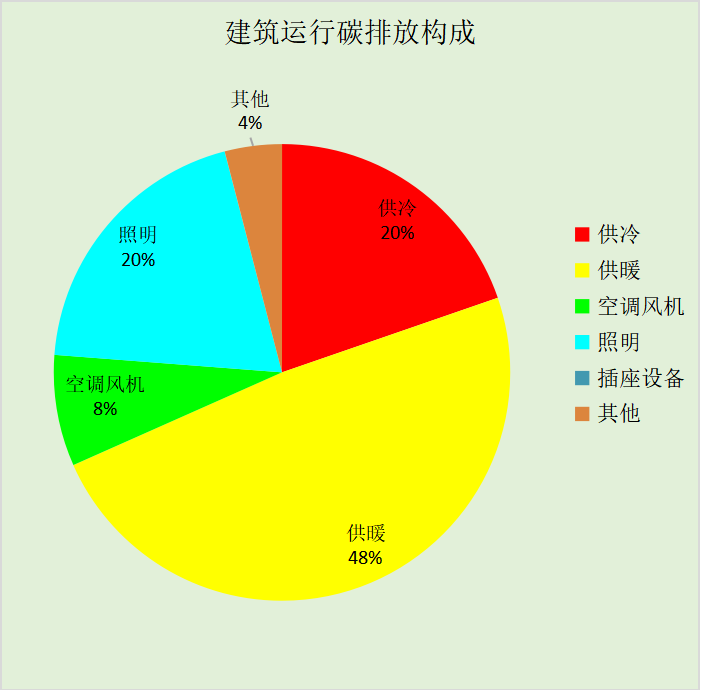 建筑运行碳排放构成
其他
4%
供冷
20%
照明
20%
空调风机
8%
供暖
48%
供冷
供暖
空调风机
照明
插座设备
其他